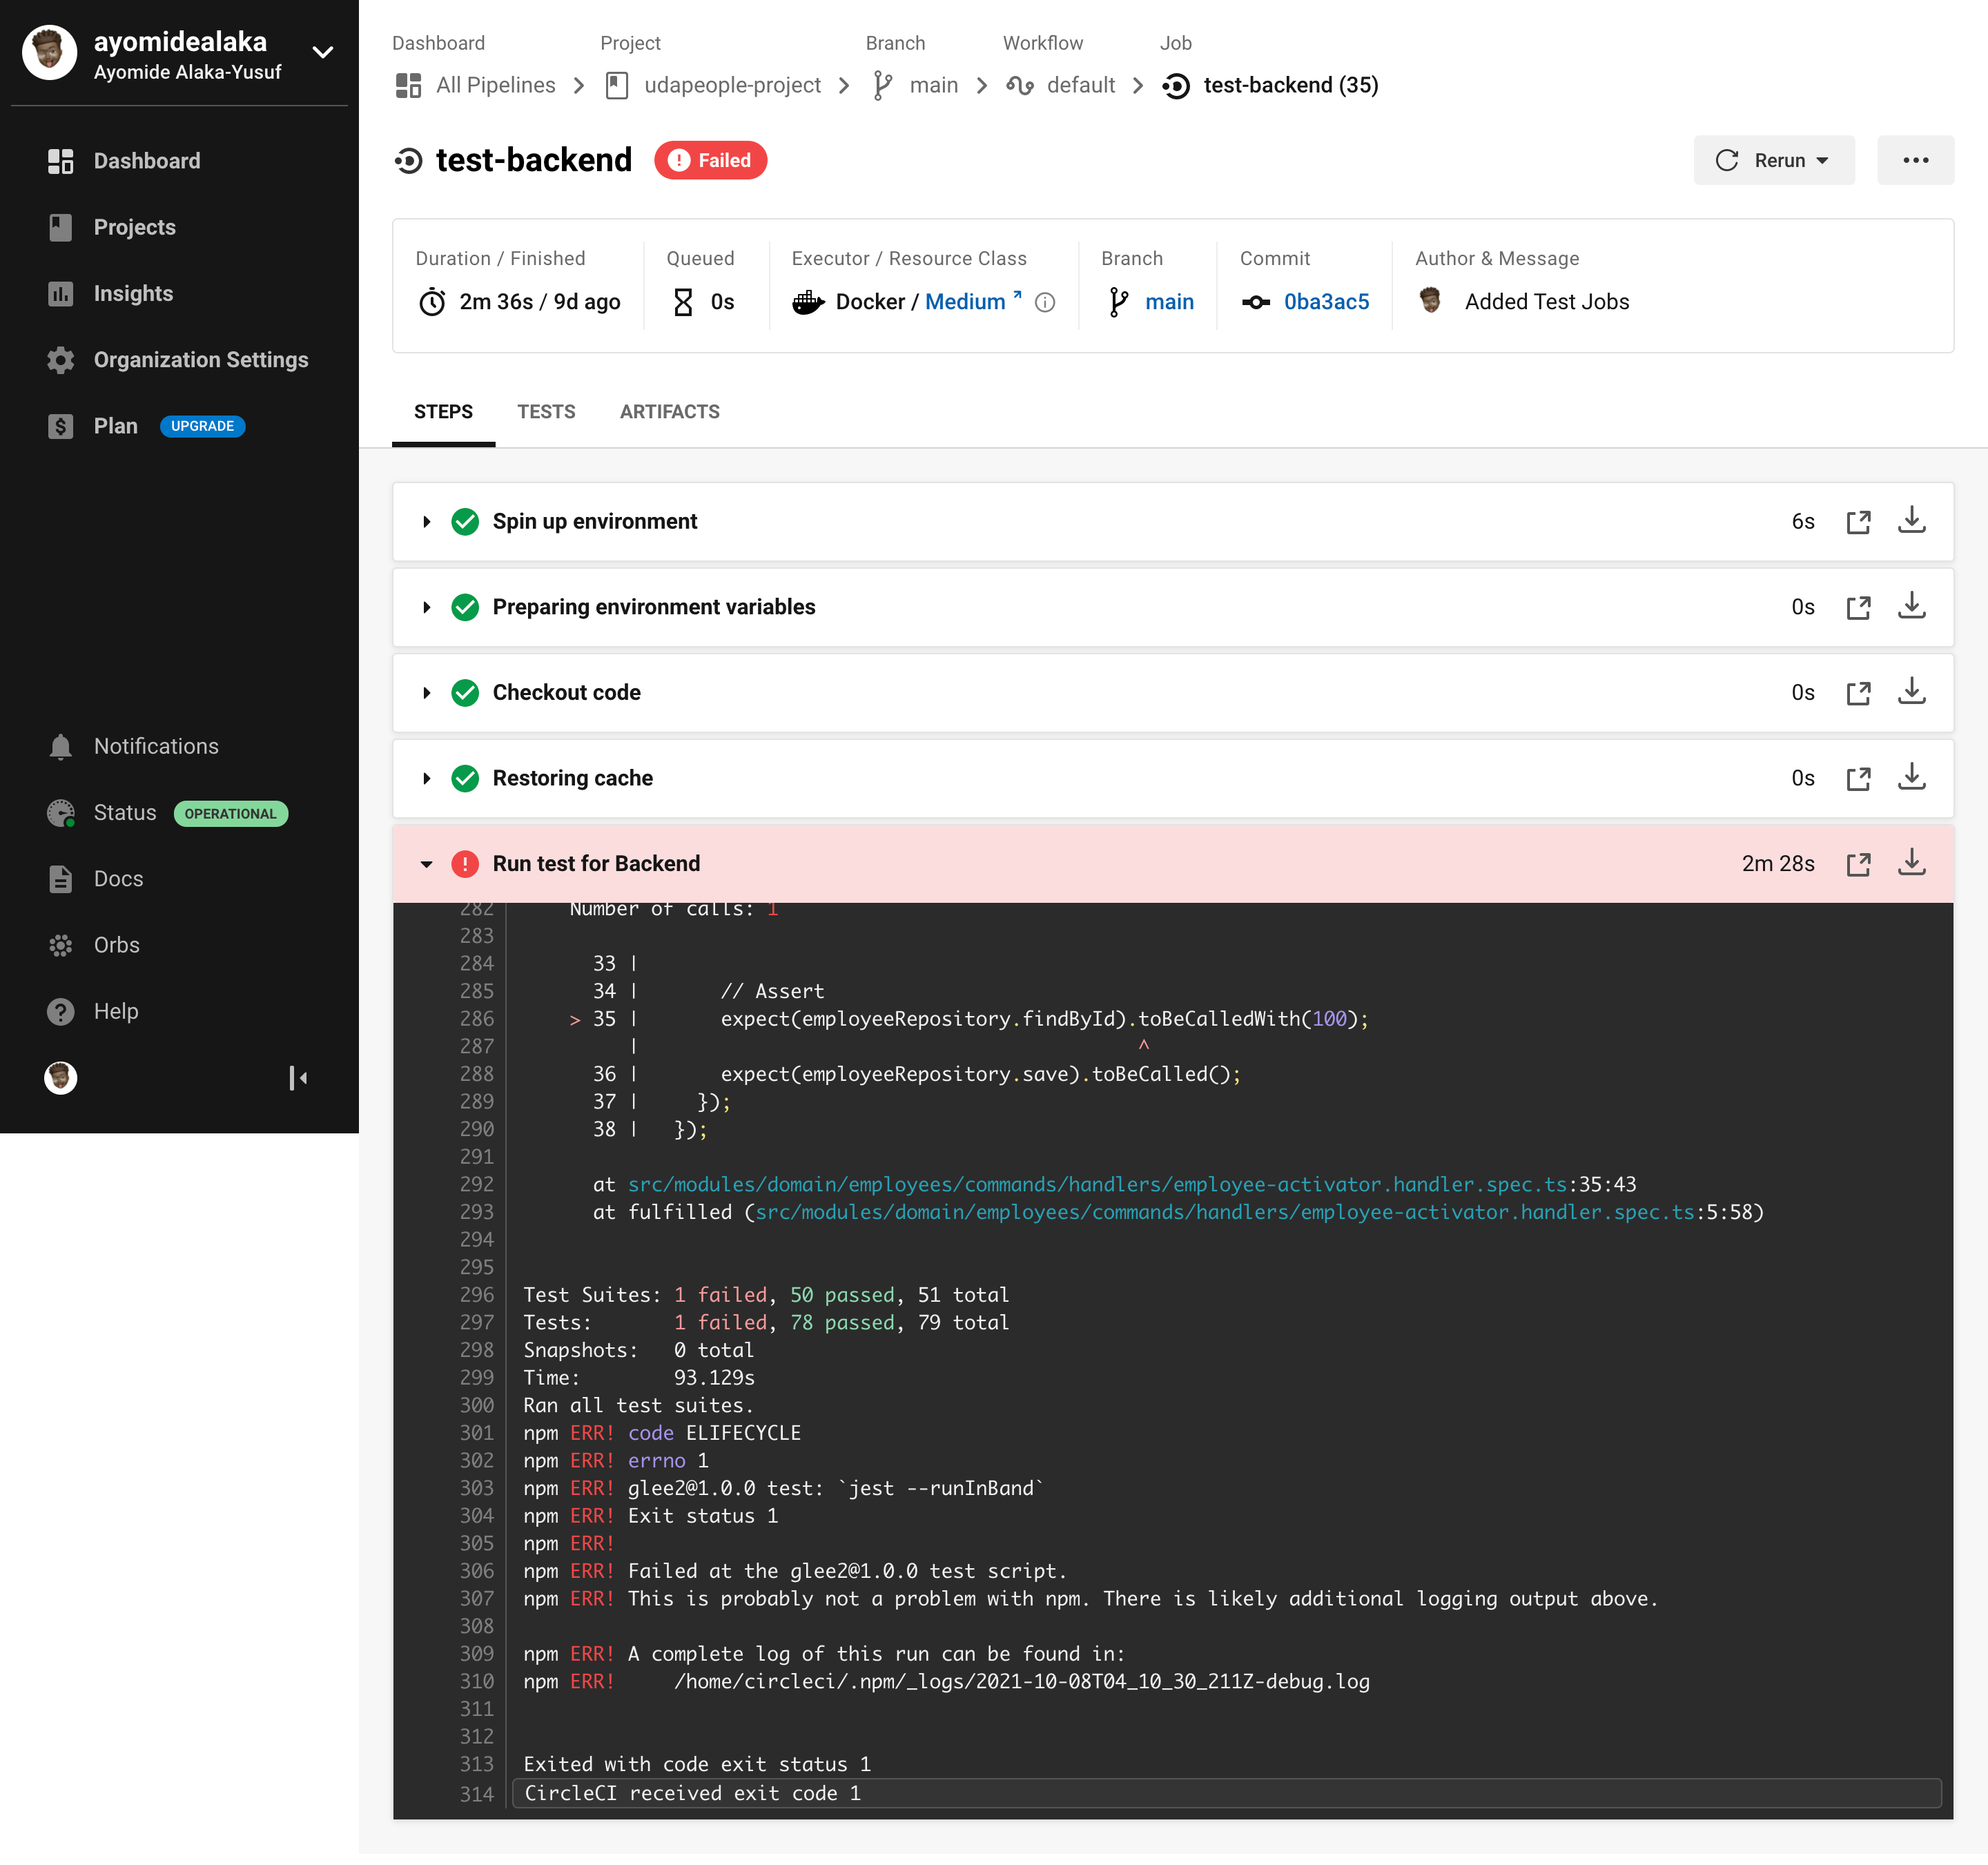 ayomidealaka
Ayomide Alaka-Yusuf
Dashboard
Projects
Insights
Organization Settings
Plan UPGRADE
Notifications
Status OPERATIONAL
Docs
Orbs
Help
Dashboard Project Branch Workflow Job
All Pipelines udapeople-project main default test-backend (35)
test-backend Failed
Rerun
Duration / Finished Queued Executor / Resource Class Branch Commit Author & Message
2m 36s / 9d ago 0s Docker / Medium main 0ba3ac5 Added Test Jobs
STEPS TESTS ARTIFACTS
Spin up environment 6s
Preparing environment variables 0s
Checkout code 0s
Restoring cache 0s
Run test for Backend 2m 28s
282 Number of calls: 1
283
284 33 |
285 34 | // Assert
286 > 35 | expect(employeeRepository.findById).toBeCalledWith(100);
287 | ^
288 36 | expect(employeeRepository.save).toBeCalled();
289 37 | });
290 38 | });
291
292 at src/modules/domain/employees/commands/handlers/employee-activator.handler.spec.ts:35:43
293 at fulfilled (src/modules/domain/employees/commands/handlers/employee-activator.handler.spec.ts:5:58)
294
295
296 Test Suites: 1 failed, 50 passed, 51 total
297 Tests: 1 failed, 78 passed, 79 total
298 Snapshots: 0 total
299 Time: 93.129s
300 Ran all test suites.
301 npm ERR! code ELIFECYCLE
302 npm ERR! errno 1
303 npm ERR! glee2@1.0.0 test: `jest --runInBand`
304 npm ERR! Exit status 1
305 npm ERR!
306 npm ERR! Failed at the glee2@1.0.0 test script.
307 npm ERR! This is probably not a problem with npm. There is likely additional logging output above.
308
309 npm ERR! A complete log of this run can be found in:
310 npm ERR! /home/circleci/.npm/_logs/2021-10-08T04_10_30_211Z-debug.log
311
312
313 Exited with code exit status 1
314 CircleCI received exit code 1